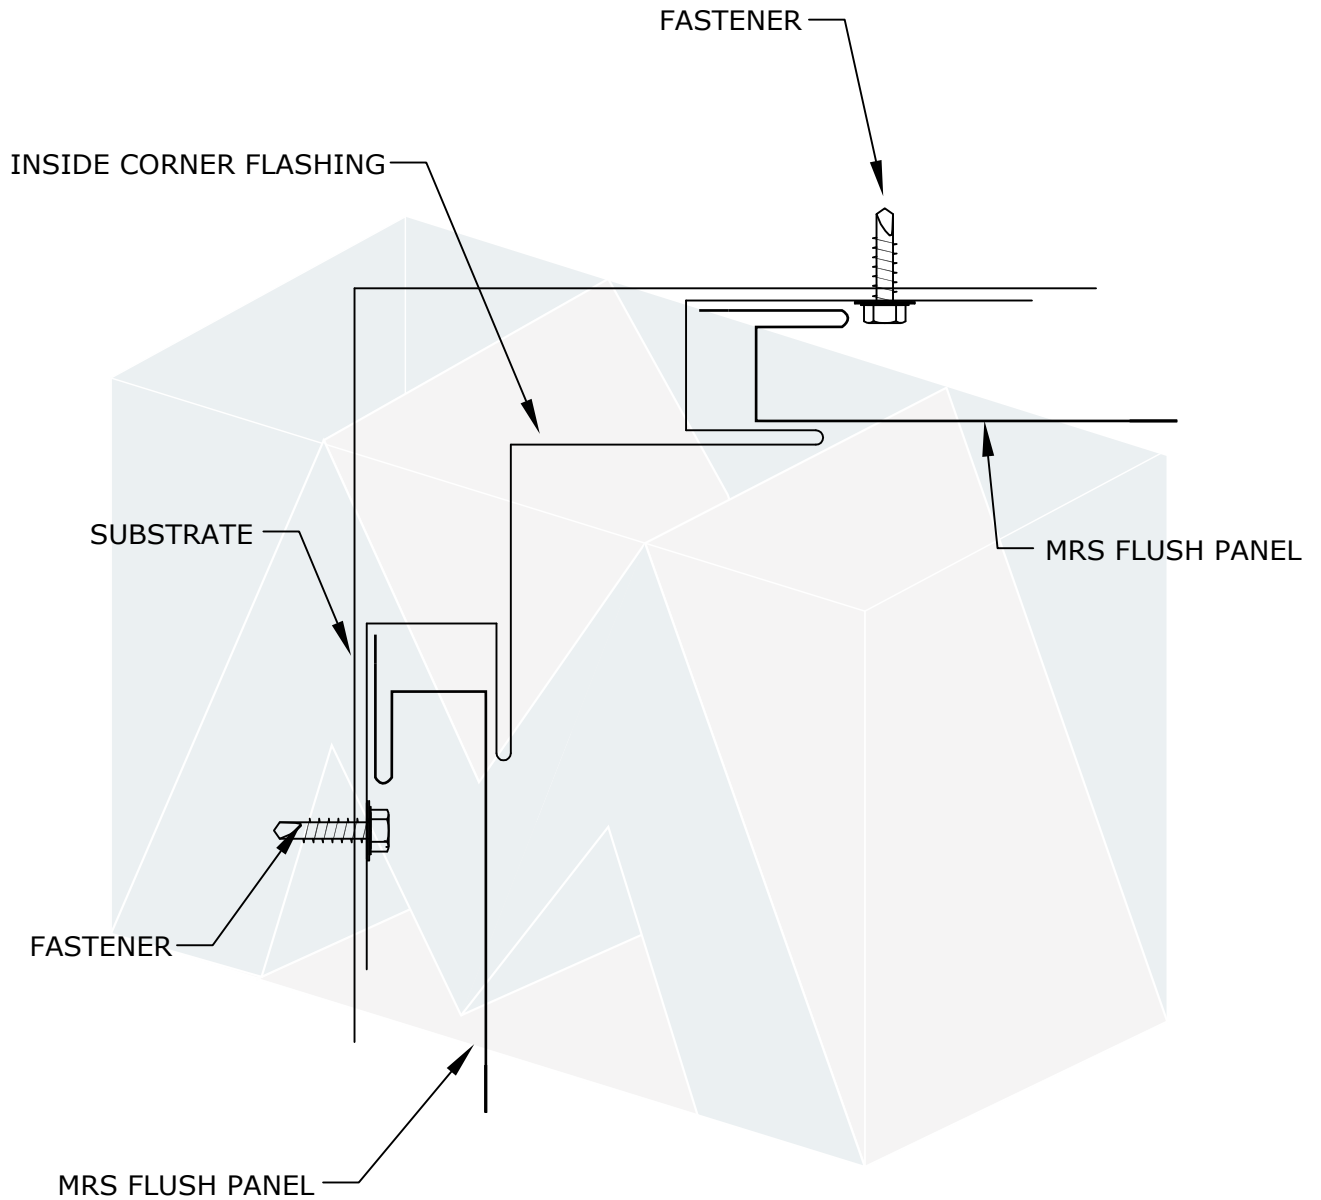 FASTENER
INSIDE CORNER FLASHING
SUBSTRATE
MRS FLUSH PANEL
FASTENER
MRS FLUSH PANEL